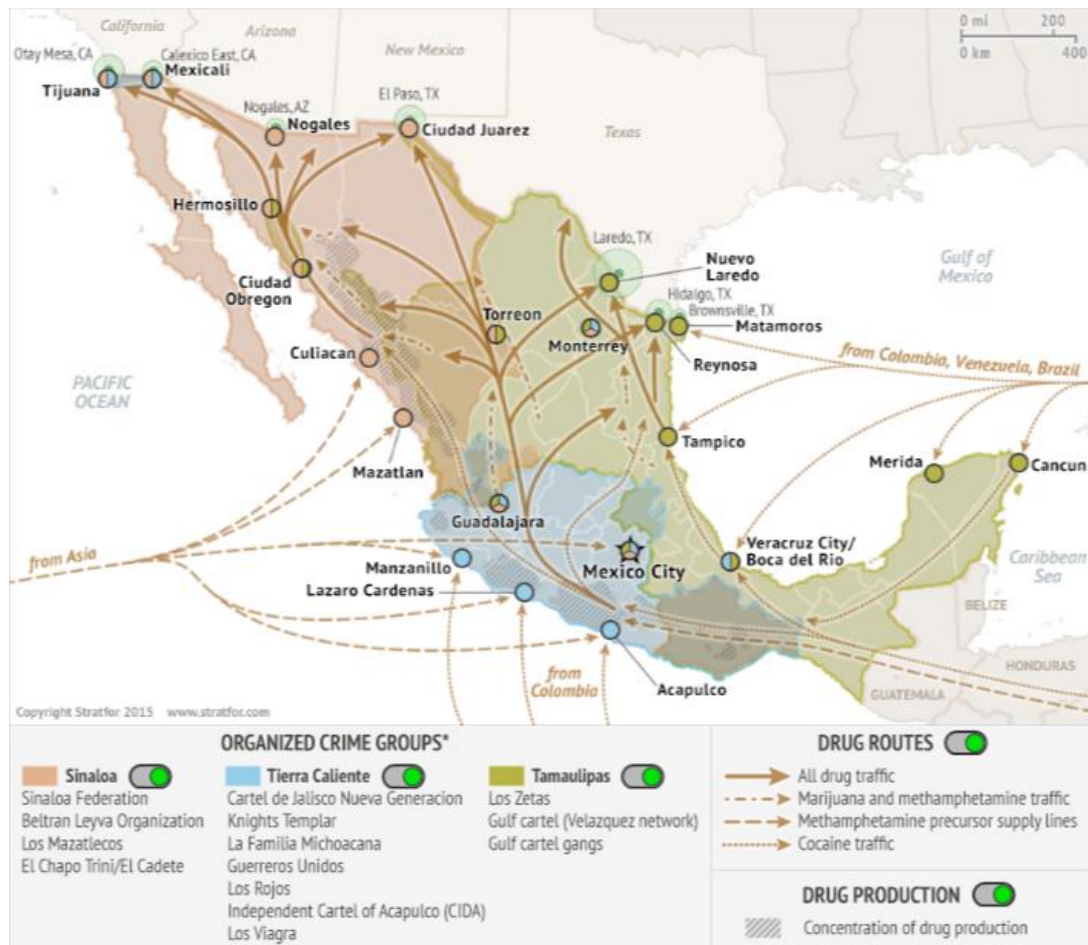 California
Arizona
New Mexico
0 mi 200
0 km 400
Otay Mesa, CA
Calexico East, CA
Mexicali
Tijuana
El Paso, TX
Nogales, AZ
Nogales
Ciudad Juarez
Texas
Hermosillo
Laredo, TX
Nuevo
Laredo
Gulf of
Mexico
Ciudad
Obregon
Hidalgo, TX
Brownsville, TX
Torreon
Matamoros
Monterrey
Culiacan
Reynosa
from Colombia, Venezuela, Brazil
PACIFIC
OCEAN
Tampico
Mazatlan
Merida
Cancun
Guadalajara
from Asia
Manzanillo
Mexico City
Veracruz City/
Boca del Rio
Caribbean
Sea
Lazaro Cardenas
BELIZE
from
Colombia
Acapulco
HONDURAS
GUATEMALA
Copyright Stratfor 2015 www.stratfor.com
ORGANIZED CRIME GROUPS*
Sinaloa
Sinaloa Federation
Beltran Leyva Organization
Los Mazatlecos
El Chapo Trini/El Cadete
Tierra Caliente
Cartel de Jalisco Nueva Generacion
Knights Templar
La Familia Michoacana
Guerreros Unidos
Los Rojos
Independent Cartel of Acapulco (CIDA)
Los Viagra
Tamaulipas
Los Zetas
Gulf cartel (Velazquez network)
Gulf cartel gangs
DRUG ROUTES
All drug traffic
Marijuana and methamphetamine traffic
Methamphetamine precursor supply lines
Cocaine traffic
DRUG PRODUCTION
Concentration of drug production